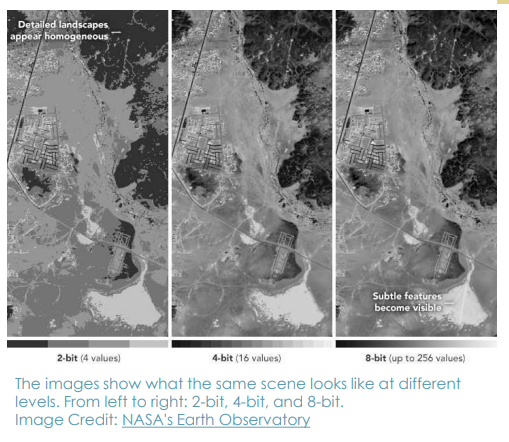 Detailed landscapes
appear homogeneous
Subtle features
become visible
2-bit (4 values)
4-bit (16 values)
8-bit (up to 256 values)
The images show what the same scene looks like at different
levels. From left to right: 2-bit, 4-bit, and 8-bit.
Image Credit: NASA's Earth Observatory